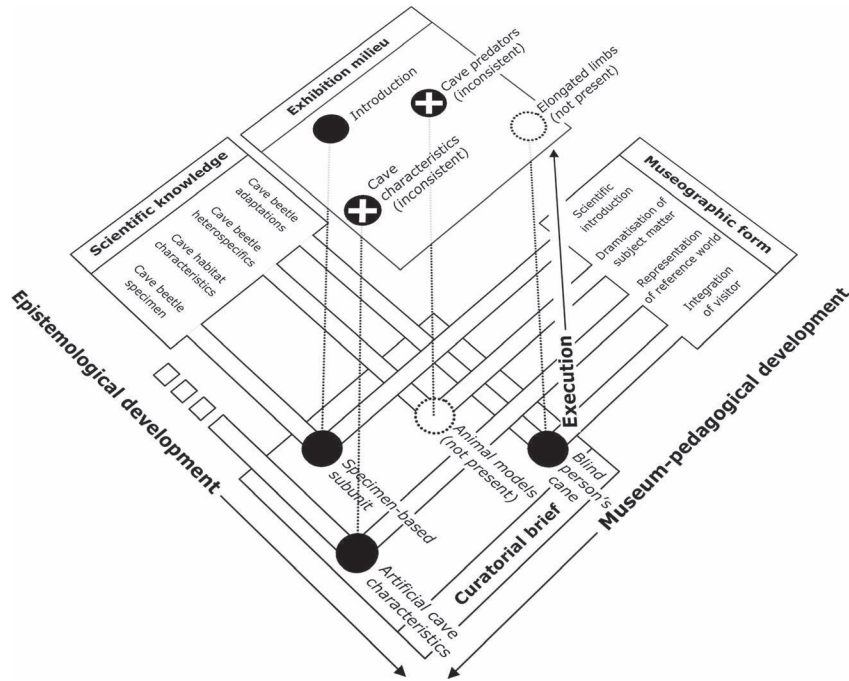 Exhibition milieu
Introduction
Cave predators
(inconsistent)
Elongated limbs
(not present)
Cave
characteristics
(inconsistent)
Scientific knowledge
Cave beetle
adaptations
Cave beetle
heterospecifics
Cave habitat
characteristics
Cave beetle
specimen
Museographic form
Scientific
introduction
Dramatisation of
subject matter
Representation
of reference world
Integration
of visitor
Epistemological development
Museum-pedagogical development
Execution
Specimen-based
subunit
Animal models
(not present)
Blind
person's
cane
Artificial cave
characteristics
Curatorial brief